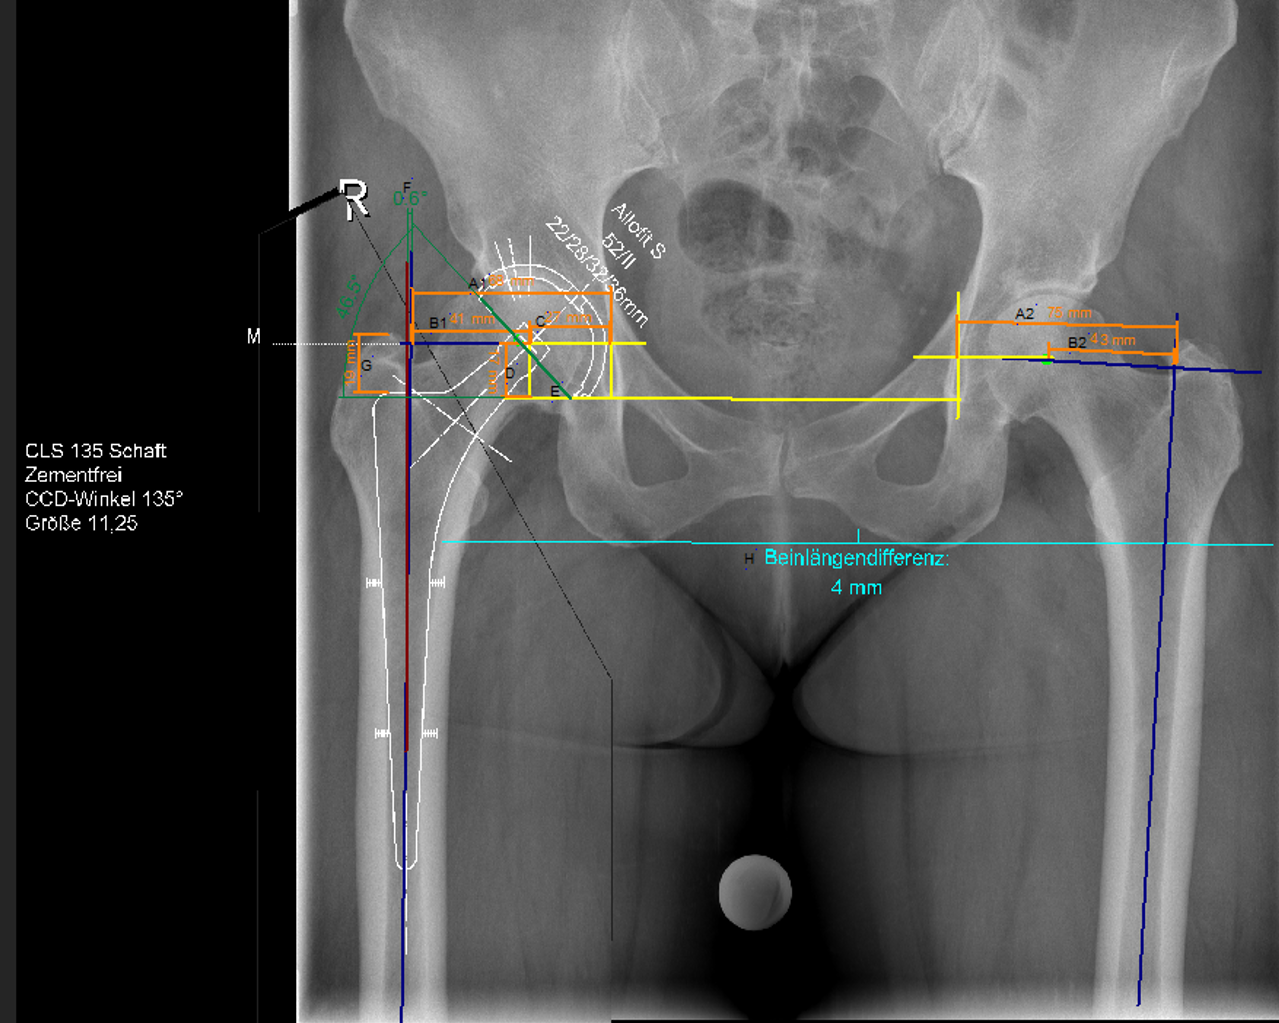 F
0.6°
R
Allofit S
52/II
22/28/32/36mm
46.5°
A1 68 mm
B1 41 mm
C 27 mm
A2 75 mm
B2 43 mm
M
19 mm
G
D
E
CLS 135 Schaft
Zementfrei
CCD-Winkel 135°
Größe 11,25
H
Beinlängendifferenz:
4 mm